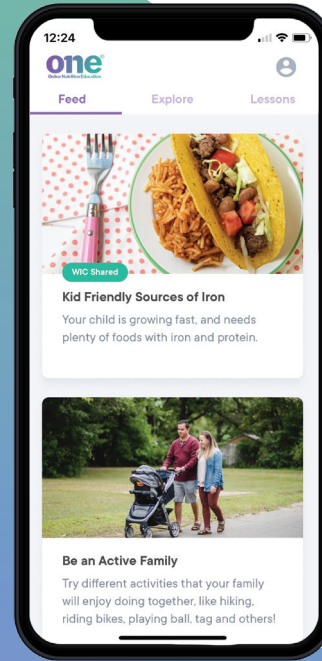 12:24
one
Online Nutrition Education
Feed Explore Lessons
WIC Shared
Kid Friendly Sources of Iron
Your child is growing fast, and needs
plenty of foods with iron and protein.
Be an Active Family
Try different activities that your family
will enjoy doing together, like hiking,
riding bikes, playing ball, tag and others!